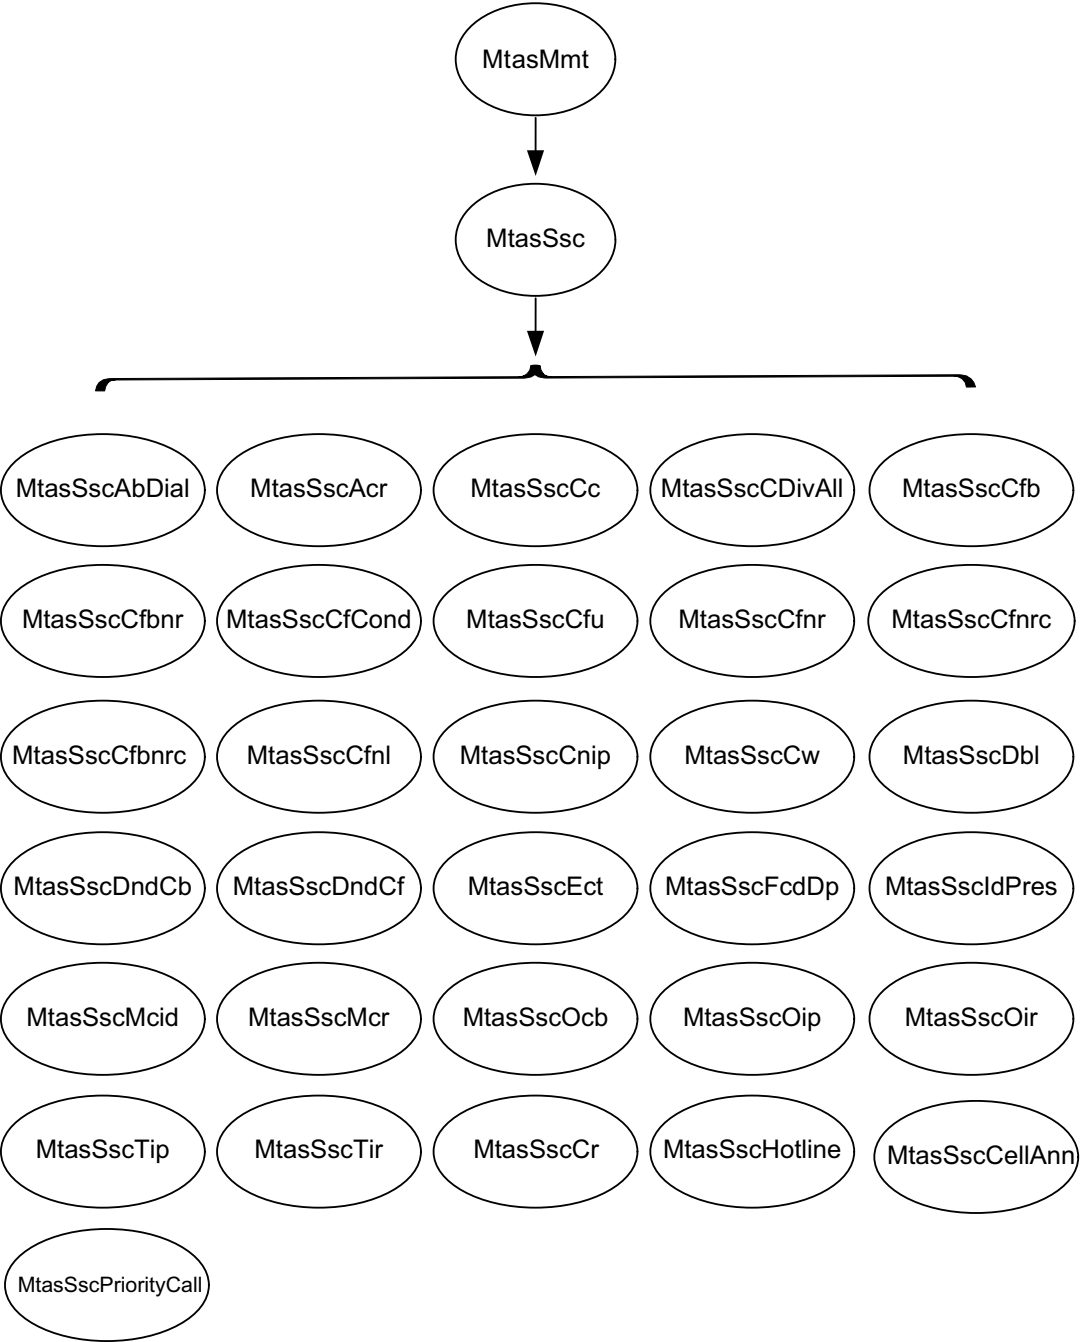 MtasMmt
MtasSsc
MtasSscAbDial
MtasSscAcr
MtasSscCc
MtasSscCDivAll
MtasSscCfb
MtasSscCfbnr
MtasSscCfCond
MtasSscCfu
MtasSscCfnr
MtasSscCfnrc
MtasSscCfbnrc
MtasSscCfnl
MtasSscCnip
MtasSscCw
MtasSscDbl
MtasSscDndCb
MtasSscDndCf
MtasSscEct
MtasSscFcdDp
MtasSscIdPres
MtasSscMcid
MtasSscMcr
MtasSscOcb
MtasSscOip
MtasSscOir
MtasSscTip
MtasSscTir
MtasSscCr
MtasSscHotline
MtasSscCellAnn
MtasSscPriorityCall